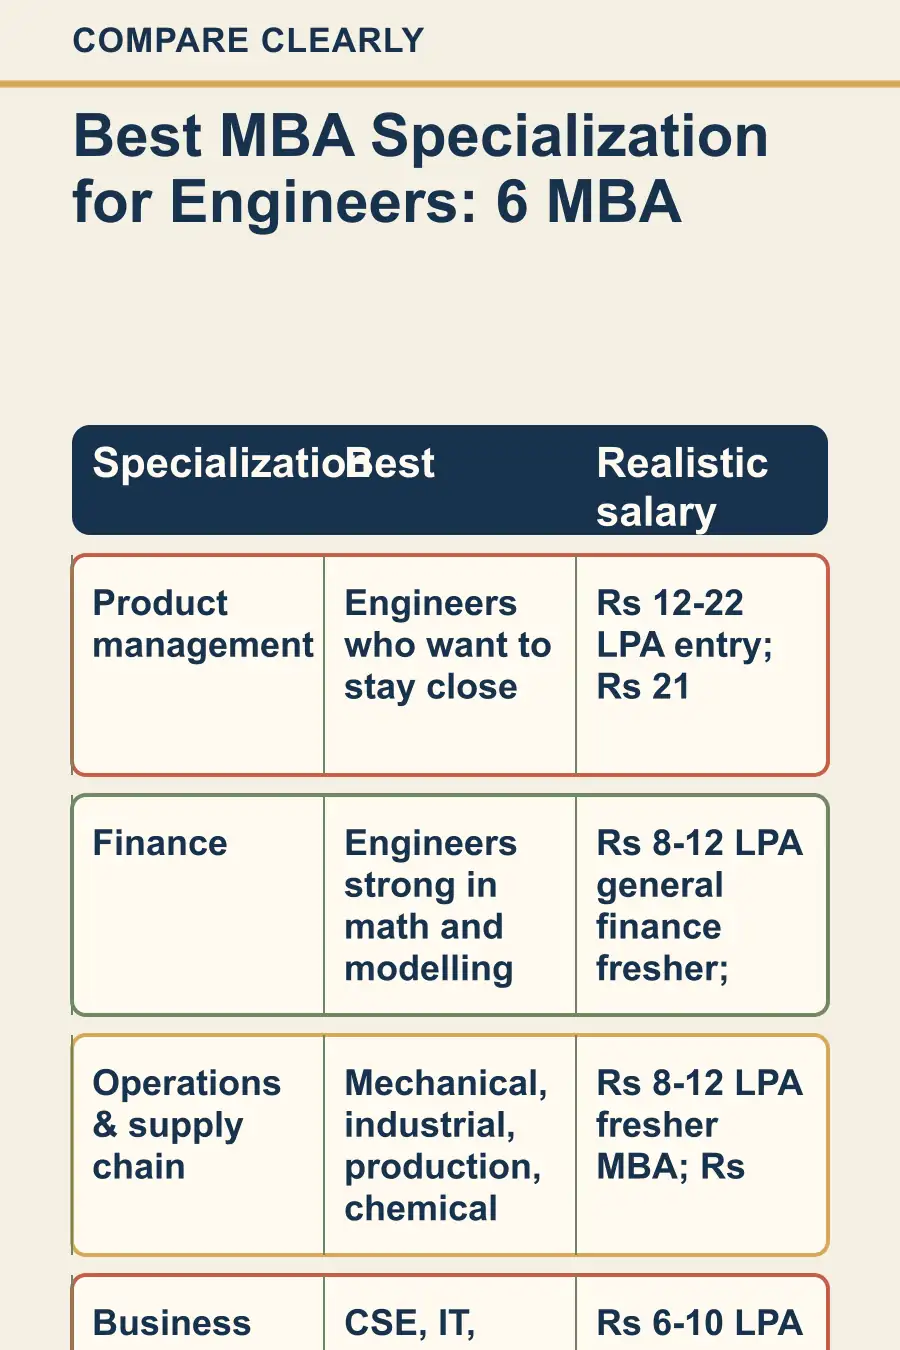 COMPARE CLEARLY
Best MBA Specialization
for Engineers: 6 MBA
Specialization Best Realistic
salary
Product
management
Engineers
who want to
stay close
Rs 12-22
LPA entry;
Rs 21
Finance
Engineers
strong in
math and
modelling
Rs 8-12 LPA
general
finance
fresher;
Operations
& supply
chain
Mechanical,
industrial,
production,
chemical
Rs 8-12 LPA
fresher
MBA; Rs
Business
CSE, IT,
Rs 6-10 LPA